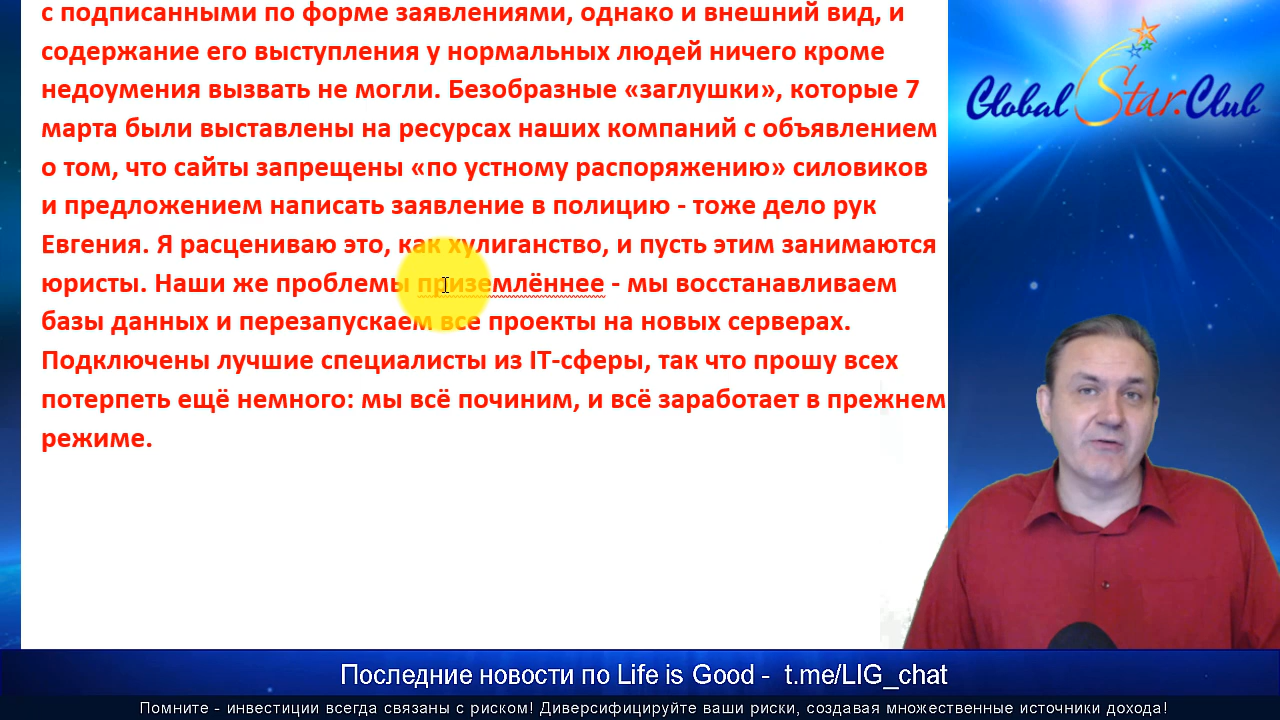 с подписанными по форме заявлениями, однако и внешний вид, и
содержание его выступления у нормальных людей ничего кроме
недоумения вызвать не могли. Безобразные «заглушки», которые 7
марта были выставлены на ресурсах наших компаний с объявлением
о том, что сайты запрещены «по устному распоряжению» силовиков
и предложением написать заявление в полицию - тоже дело рук
Евгения. Я расцениваю это, как хулиганство, и пусть этим занимаются
юристы. Наши же проблемы приземлённее - мы восстанавливаем
базы данных и перезапускаем все проекты на новых серверах.
Подключены лучшие специалисты из IT-сферы, так что прошу всех
потерпеть ещё немного: мы всё починим, и всё заработает в прежнем
режиме.
Global Star.Club
Последние новости по Life is Good - t.me/LIG_chat
Помните - инвестиции всегда связаны с риском! Диверсифицируйте ваши риски, создавая множественные источники дохода!